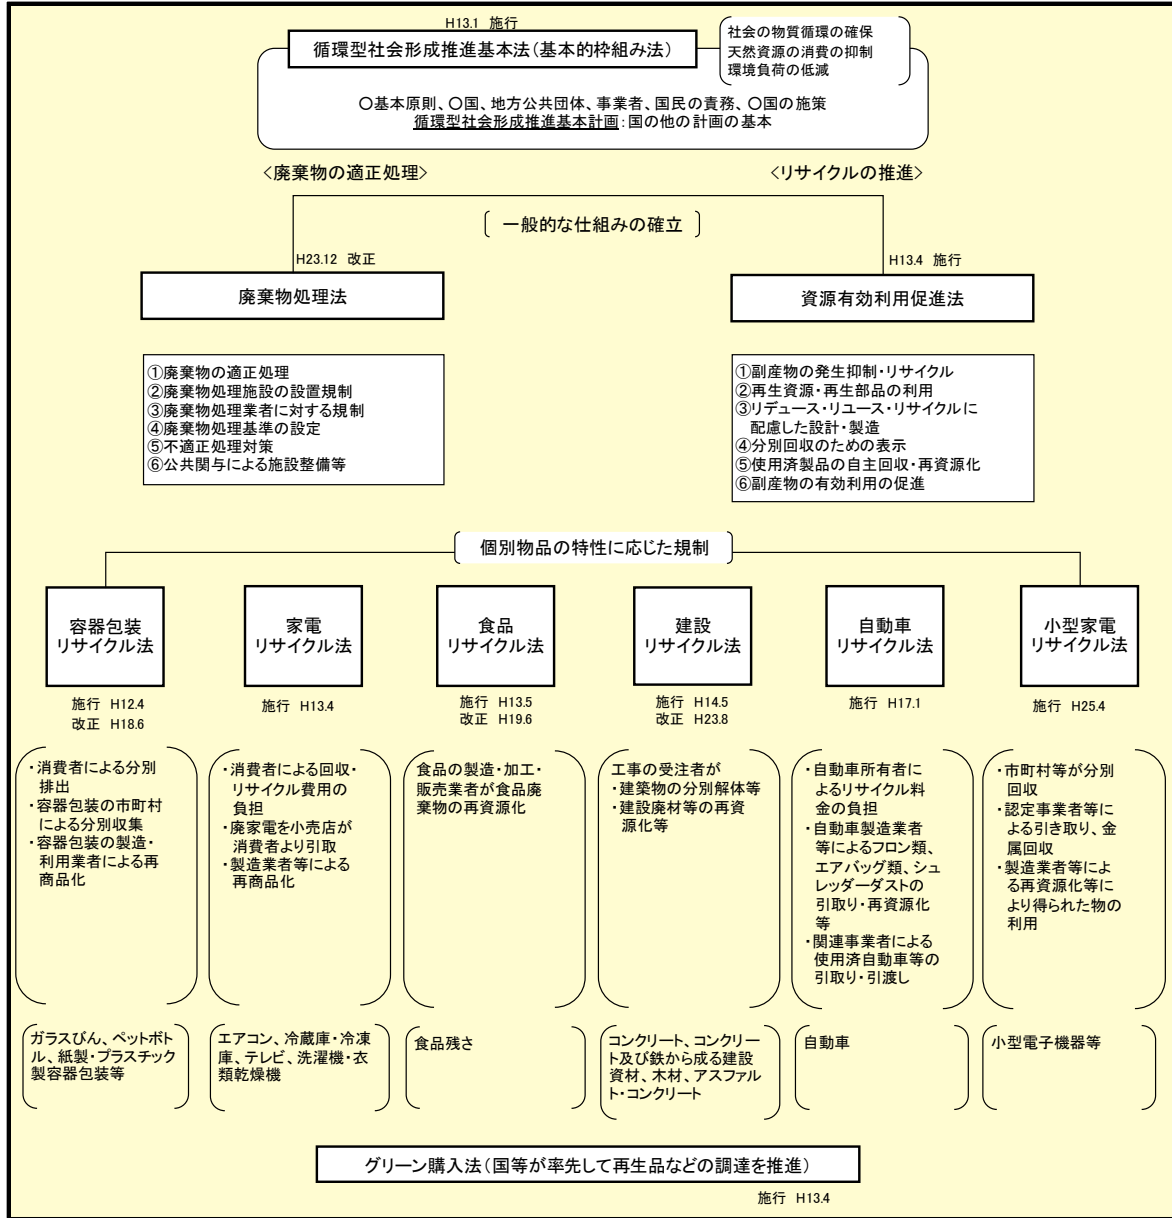 H13.1 施行
循環型社会形成推進基本法(基本的枠組み法)
社会の物質循環の確保
天然資源の消費の抑制
環境負荷の低減
○基本原則、○国、地方公共団体、事業者、国民の責務、○国の施策
循環型社会形成推進基本計画:国の他の計画の基本
<廃棄物の適正処理>
<リサイクルの推進>
一般的な仕組みの確立
H23.12 改正
廃棄物処理法
H13.4 施行
資源有効利用促進法
①廃棄物の適正処理
②廃棄物処理施設の設置規制
③廃棄物処理業者に対する規制
④廃棄物処理基準の設定
⑤不適正処理対策
⑥公共関与による施設整備等
①副産物の発生抑制・リサイクル
②再生資源・再生部品の利用
③リデュース・リユース・リサイクルに
配慮した設計・製造
④分別回収のための表示
⑤使用済製品の自主回収・再資源化
⑥副産物の有効利用の促進
個別物品の特性に応じた規制
容器包装
リサイクル法
施行 H12.4
改正 H18.6
・消費者による分別
排出
・容器包装の市町村
による分別収集
・容器包装の製造・
利用業者による再
商品化
ガラスびん、ペットボト
ル、紙製・プラスチック
製容器包装等
家電
リサイクル法
施行 H13.4
・消費者による回収・
リサイクル費用の
負担
・廃家電を小売店が
消費者より引取
・製造業者等による
再商品化
エアコン、冷蔵庫・冷凍
庫、テレビ、洗濯機・衣
類乾燥機
食品
リサイクル法
施行 H13.5
改正 H19.6
食品の製造・加工・
販売業者が食品廃
棄物の再資源化
食品残さ
建設
リサイクル法
施行 H14.5
改正 H23.8
工事の受注者が
・建築物の分別解体等
・建設廃材等の再資
源化等
コンクリート、コンクリー
ト及び鉄から成る建設
資材、木材、アスファル
ト・コンクリート
自動車
リサイクル法
施行 H17.1
・自動車所有者に
よるリサイクル料
金の負担
・自動車製造業者
等によるフロン類、
エアバッグ類、シュ
レッダーダストの
引取り・再資源化
等
・関連事業者による
使用済自動車等の
引取り・引渡し
自動車
小型家電
リサイクル法
施行 H25.4
・市町村等が分別
回収
・認定事業者等に
よる引き取り、金
属回収
・製造業者等によ
る再資源化等に
より得られた物の
利用
小型電子機器等
グリーン購入法(国等が率先して再生品などの調達を推進)
施行 H13.4